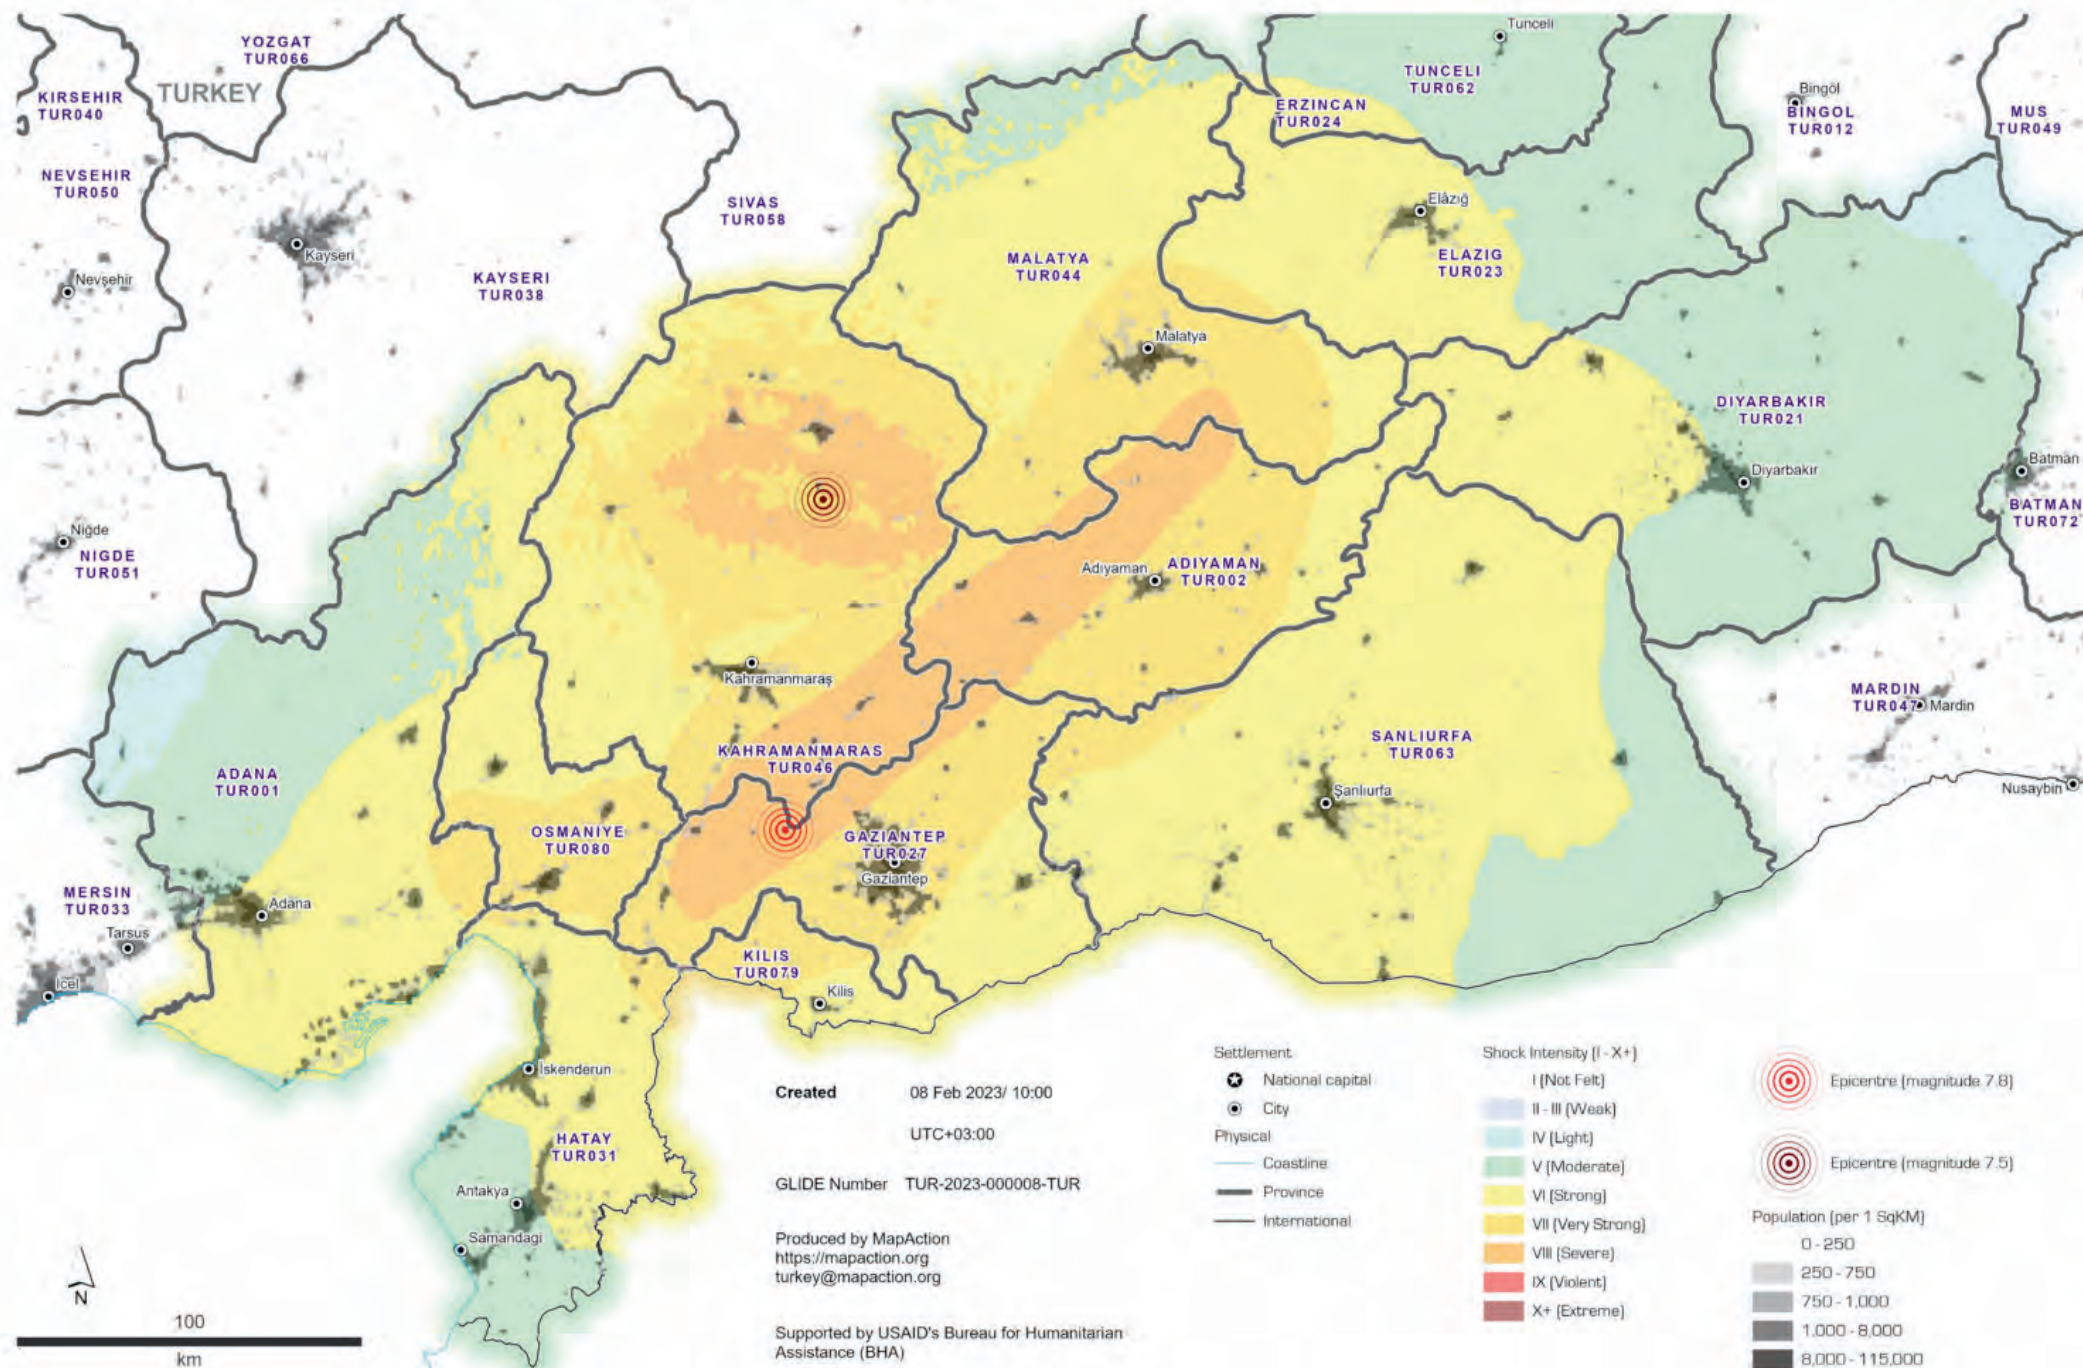 YOZGAT
TUR066
TURKEY
KIRSEHIR
TUR040
NEVSEHIR
TUR050
Nevşehir
Kayseri
KAYSERI
TUR038
SIVAS
TUR058
Niğde
NIGDE
TUR051
Tunceli
TUNCELI
TUR062
ERZINCAN
TUR024
Bingöl
BINGOL
TUR012
MUS
TUR049
Elâzığ
ELAZIG
TUR023
MALATYA
TUR044
Malatya
DIYARBAKIR
TUR021
Diyarbakır
Batman
BATMAN
TUR072
Adıyaman
ADIYAMAN
TUR002
Kahramanmaraş
KAHRAMANMARAS
TUR046
MARDIN
TUR047
Mardin
Nusaybin
SANLIURFA
TUR063
Şanlıurfa
ADANA
TUR001
Adana
OSMANIYE
TUR080
GAZIANTEP
TUR027
Gaziantep
MERSIN
TUR033
Tarsus
Icel
KILIS
TUR079
Kilis
İskenderun
HATAY
TUR031
Antakya
Samandagi
N
100
km
Created 08 Feb 2023/ 10:00
UTC+03:00
GLIDE Number TUR-2023-000008-TUR
Produced by MapAction
https://mapaction.org
turkey@mapaction.org
Supported by USAID's Bureau for Humanitarian
Assistance (BHA)
Settlement
National capital
City
Physical
Coastline
Province
International
Shock Intensity (I - X+)
I (Not Felt)
II - III (Weak)
IV (Light)
V (Moderate)
VI (Strong)
VII (Very Strong)
VIII (Severe)
IX (Violent)
X+ (Extreme)
Epicentre (magnitude 7.8)
Epicentre (magnitude 7.5)
Population (per 1 SqKM)
0 - 250
250 - 750
750 - 1,000
1,000 - 8,000
8,000 - 115,000